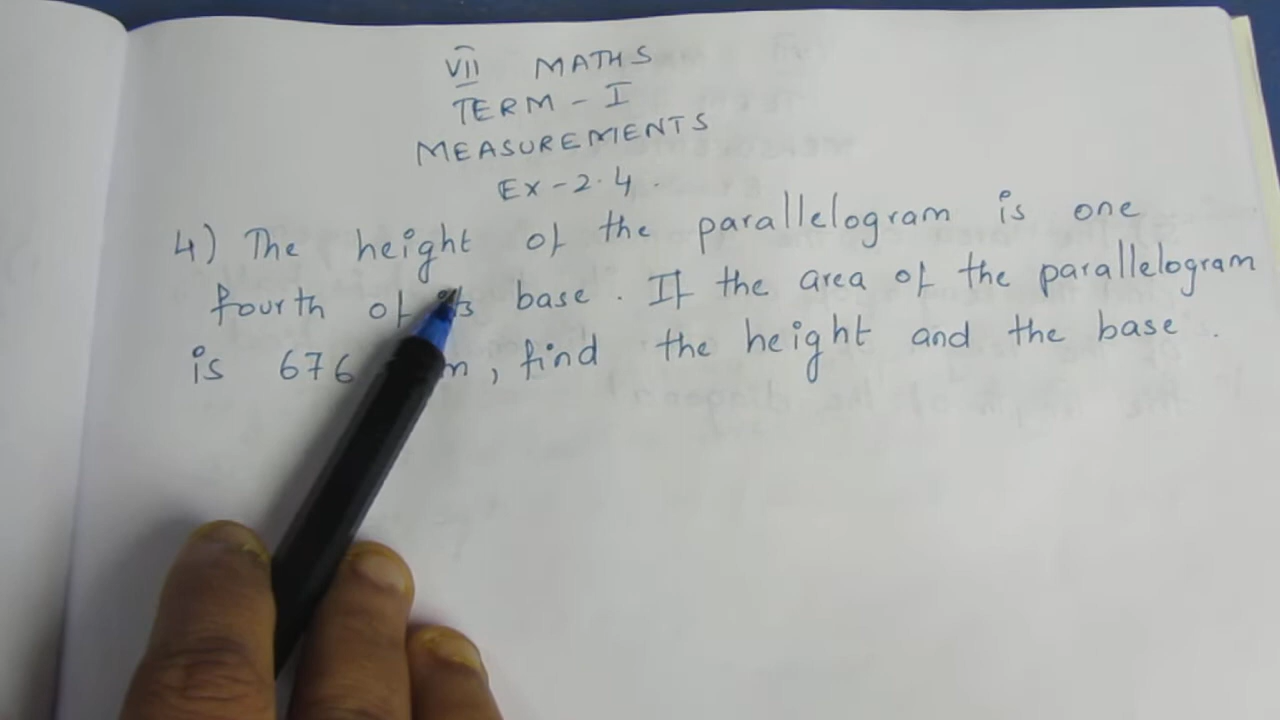 VII MATHS
TERM - I
MEASUREMENTS
Ex - 2.4.
4) The height of the parallelogram is one
fourth of its base. If the area of the parallelogram
is 676 m, find the height and the base.